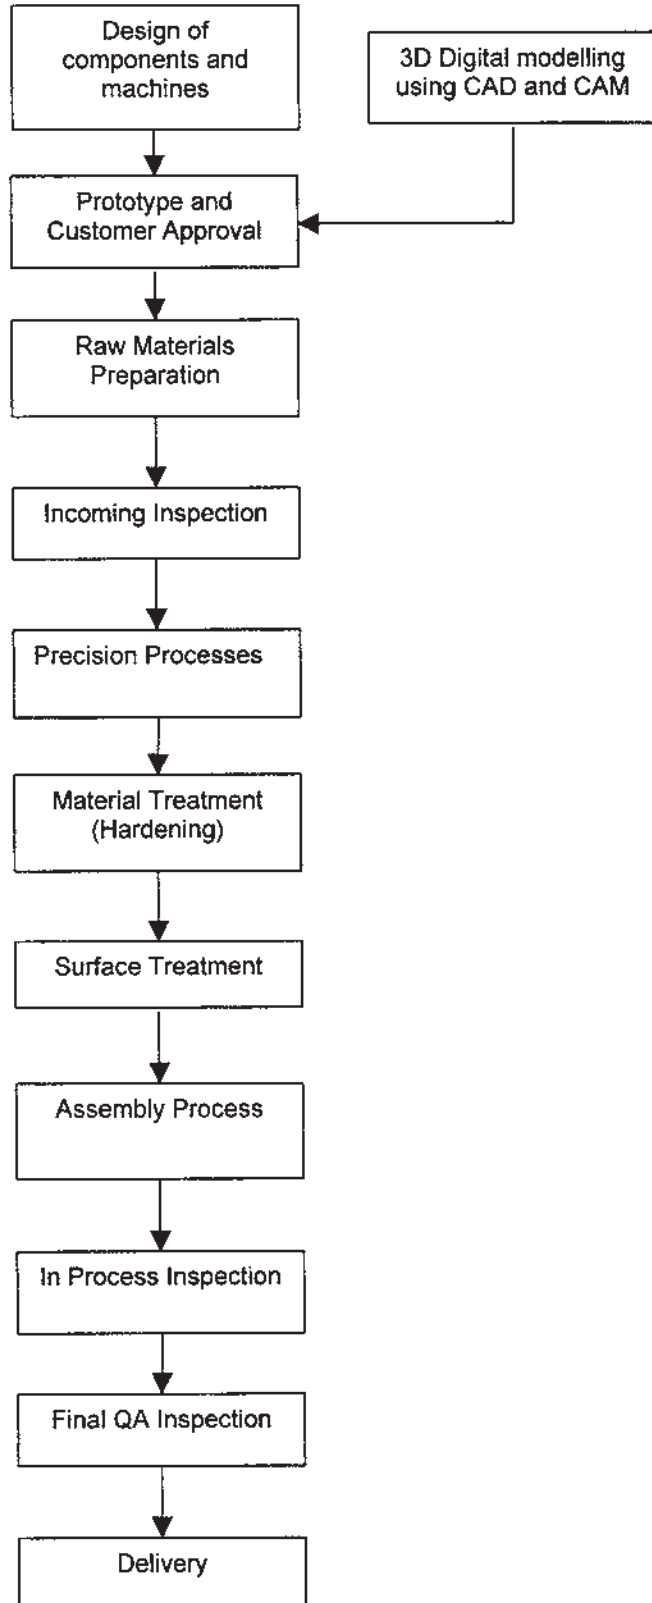 Design of
components and
machines
3D Digital modelling
using CAD and CAM
Prototype and
Customer Approval
Raw Materials
Preparation
Incoming Inspection
Precision Processes
Material Treatment
(Hardening)
Surface Treatment
Assembly Process
In Process Inspection
Final QA Inspection
Delivery